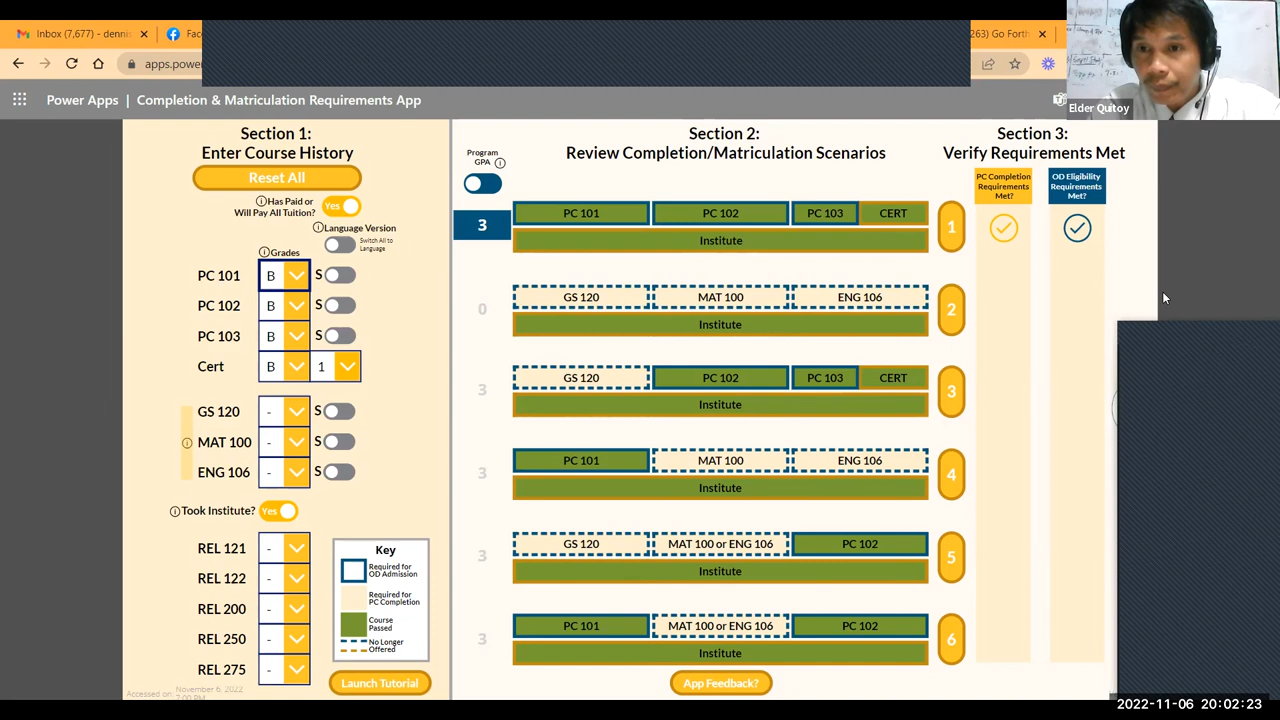 Inbox (7,677) - dennis
Fac
263) Go Forth
apps.power
Elder Quitoy
Power Apps | Completion & Matriculation Requirements App
Section 1:
Enter Course History
Reset All
Has Paid or
Will Pay All Tuition?
Yes
Language Version
Switch All to
Language
Grades
PC 101 B S
PC 102 B S
PC 103 B S
Cert B 1
GS 120 - S
MAT 100 - S
ENG 106 - S
Took Institute? Yes
REL 121 -
REL 122 -
REL 200 -
REL 250 -
REL 275 -
Key
Required for
OD Admission
Required for
PC Completion
Course
Passed
No Longer
Offered
Launch Tutorial
Accessed on: November 6, 2022
7:00 PM
Section 2:
Review Completion/Matriculation Scenarios
Program
GPA
3 PC 101 PC 102 PC 103 CERT 1
Institute
0 GS 120 MAT 100 ENG 106 2
Institute
3 GS 120 PC 102 PC 103 CERT 3
Institute
3 PC 101 MAT 100 ENG 106 4
Institute
3 GS 120 MAT 100 or ENG 106 PC 102 5
Institute
3 PC 101 MAT 100 or ENG 106 PC 102 6
Institute
App Feedback?
Section 3:
Verify Requirements Met
PC Completion
Requirements
Met?
OD Eligibility
Requirements
Met?
2022-11-06 20:02:23